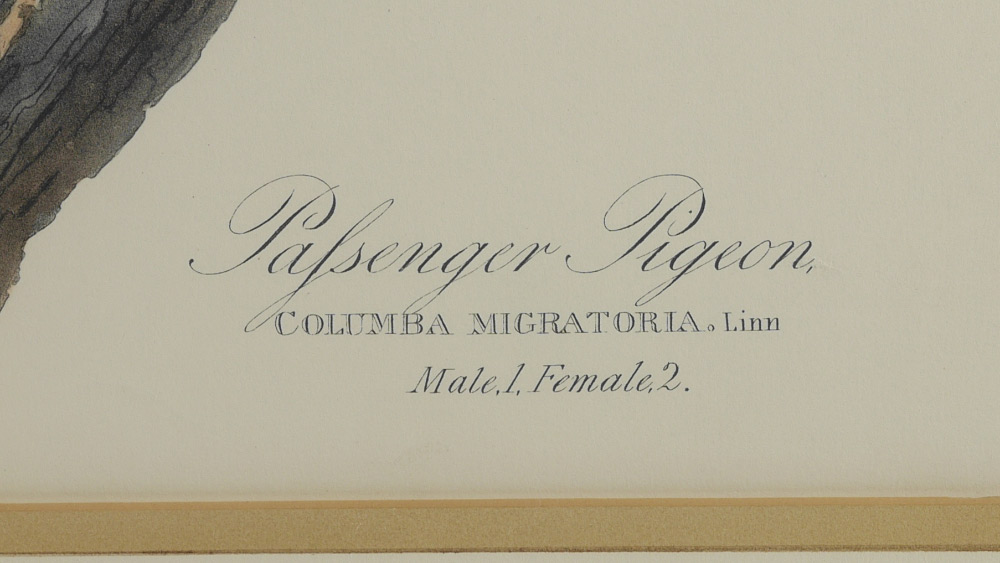 Paſsenger Pigeon,
COLUMBA MIGRATORIA. Linn
Male, 1, Female, 2.